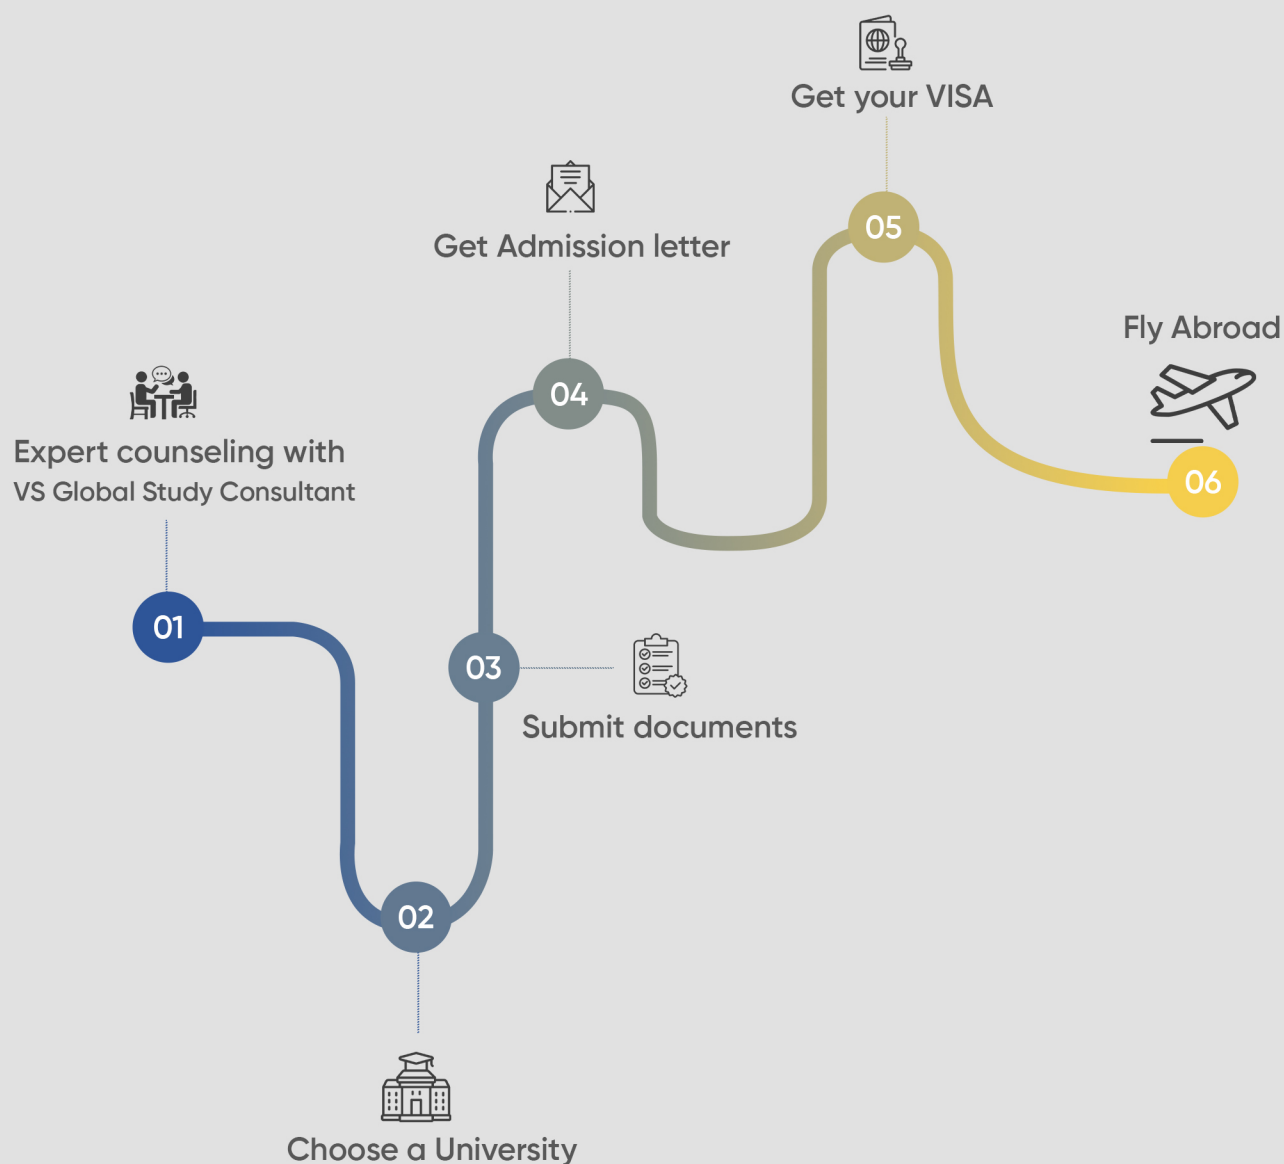 Expert counseling with
VS Global Study Consultant
01
02
Choose a University
03
Submit documents
Get Admission letter
04
Get your VISA
05
Fly Abroad
06